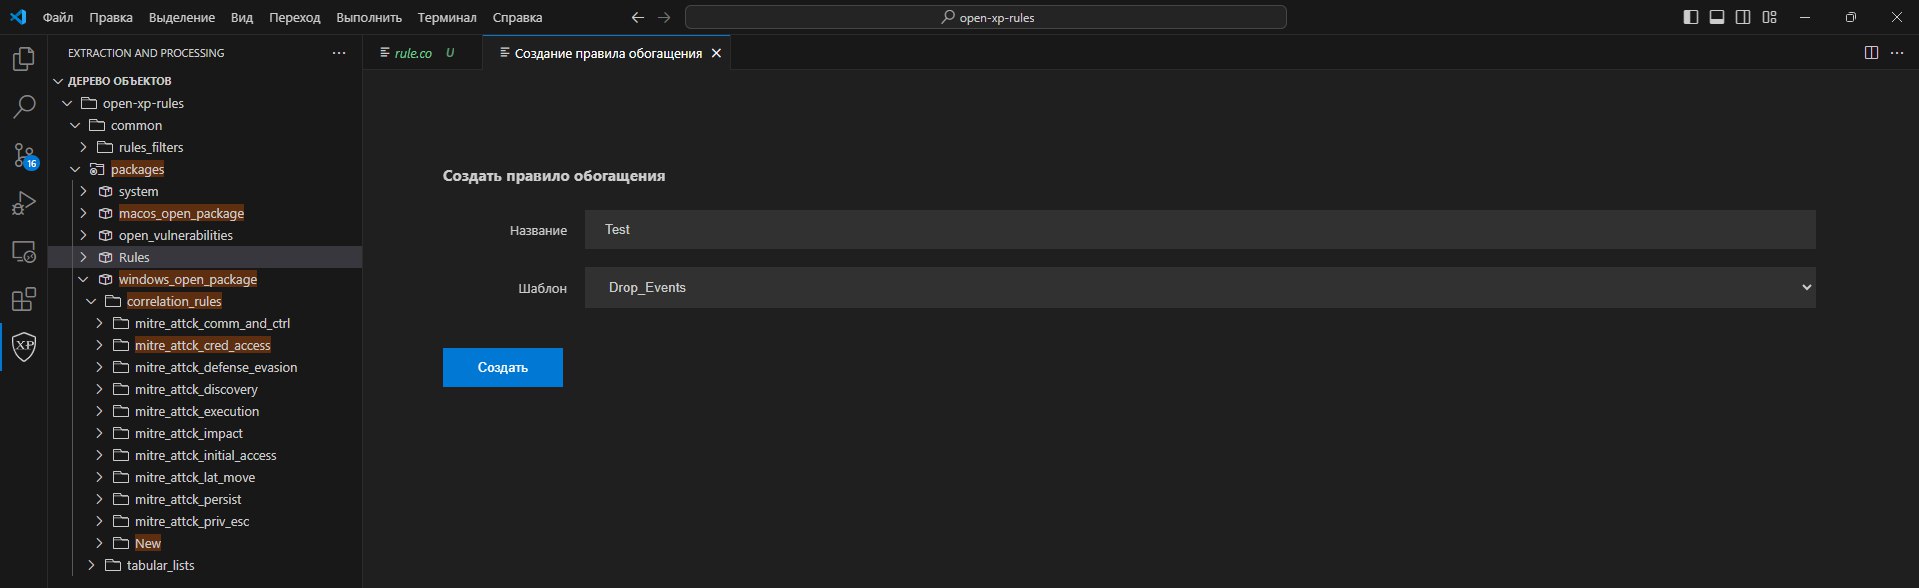 Файл Правка Выделение Вид Переход Выполнить Терминал Справка open-xp-rules
EXTRACTION AND PROCESSING
rule.co U Создание правила обогащения
ДЕРЕВО ОБЪЕКТОВ
open-xp-rules
common
rules_filters
packages
system
macos_open_package
open_vulnerabilities
Rules
windows_open_package
correlation_rules
mitre_attck_comm_and_ctrl
mitre_attck_cred_access
mitre_attck_defense_evasion
mitre_attck_discovery
mitre_attck_execution
mitre_attck_impact
mitre_attck_initial_access
mitre_attck_lat_move
mitre_attck_persist
mitre_attck_priv_esc
New
tabular_lists
16
XP
Создать правило обогащения
Название Test
Шаблон Drop_Events
Создать